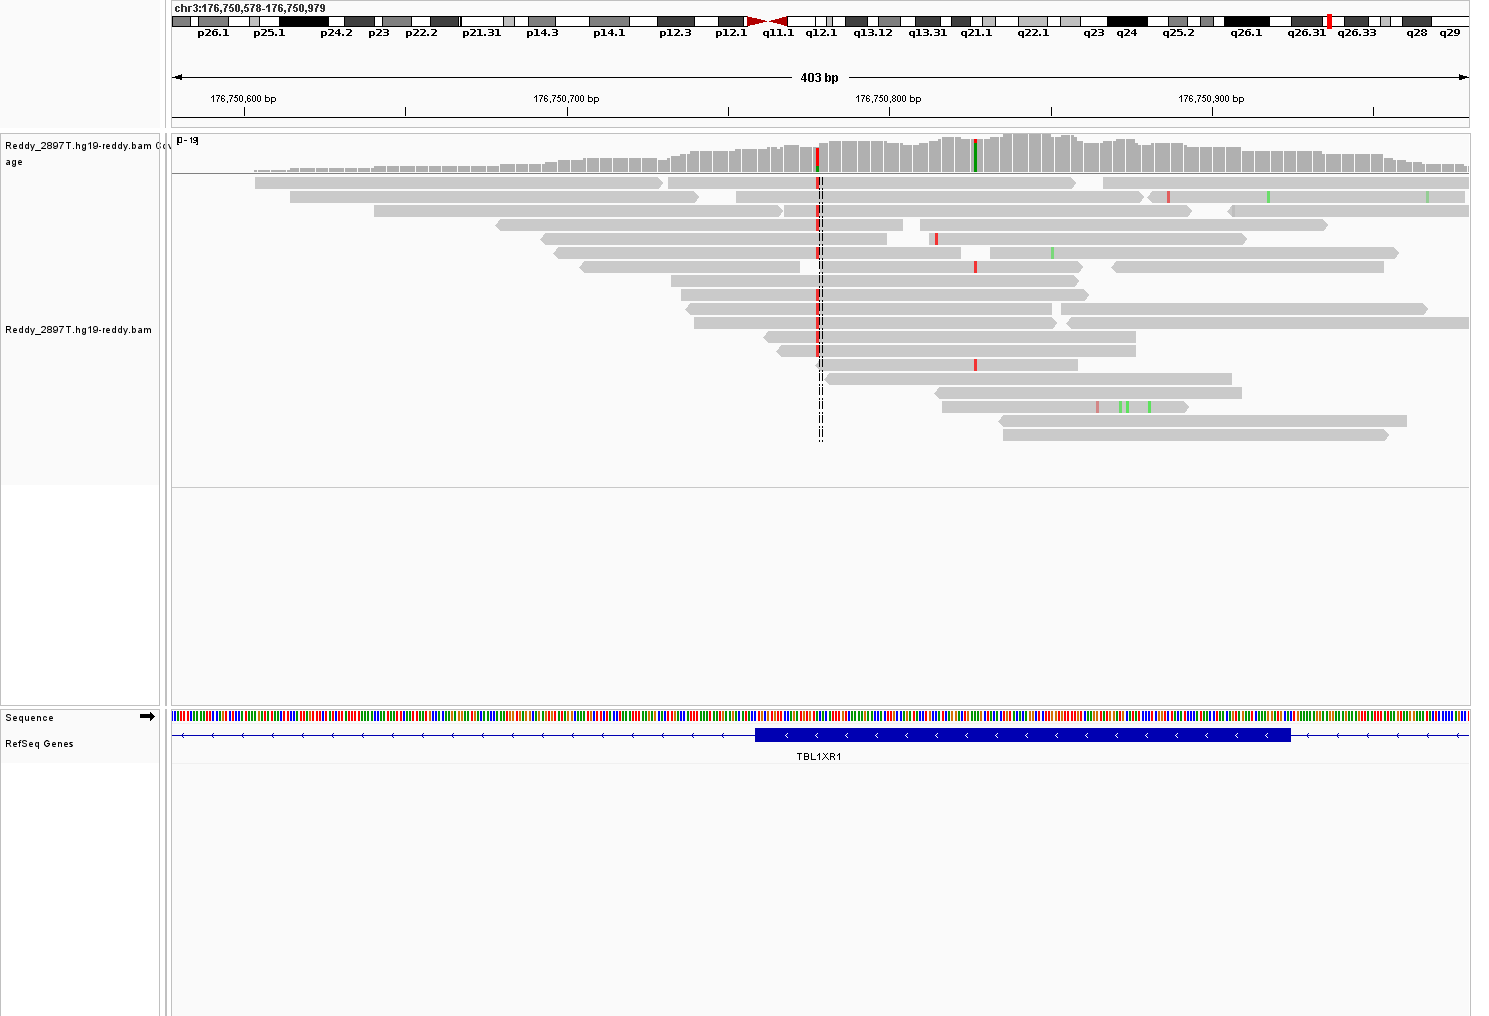 chr3:176,750,578-176,750,979
p26.1 p25.1 p24.2 p23 p22.2 p21.31 p14.3 p14.1 p12.3 p12.1 q11.1 q12.1 q13.12 q13.31 q21.1 q22.1 q23 q24 q25.2 q26.1 q26.31 q26.33 q28 q29
403 bp
176,750,600 bp 176,750,700 bp 176,750,800 bp 176,750,900 bp
[0 - 19]
Reddy_2897T.hg19-reddy.bam Cov
age
Reddy_2897T.hg19-reddy.bam
Sequence
RefSeq Genes
TBL1XR1